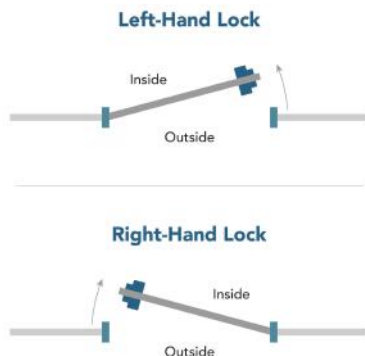 Left-Hand Lock
Inside
Outside
Right-Hand Lock
Inside
Outside